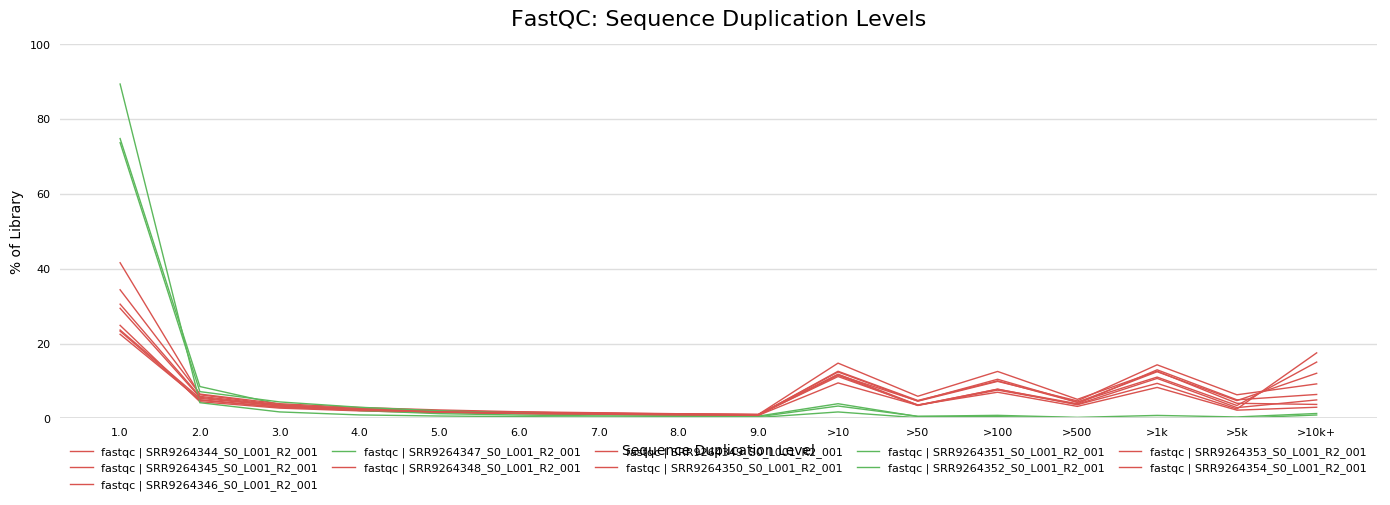 FastQC: Sequence Duplication Levels
% of Library
100
80
60
40
20
0
1.0 2.0 3.0 4.0 5.0 6.0 7.0 8.0 9.0 >10 >50 >100 >500 >1k >5k >10k+
Sequence Duplication Level
fastqc | SRR9264344_S0_L001_R2_001 fastqc | SRR9264347_S0_L001_R2_001 fastqc | SRR9264349_S0_L001_R2_001 fastqc | SRR9264351_S0_L001_R2_001 fastqc | SRR9264353_S0_L001_R2_001
fastqc | SRR9264345_S0_L001_R2_001 fastqc | SRR9264348_S0_L001_R2_001 fastqc | SRR9264350_S0_L001_R2_001 fastqc | SRR9264352_S0_L001_R2_001 fastqc | SRR9264354_S0_L001_R2_001
fastqc | SRR9264346_S0_L001_R2_001